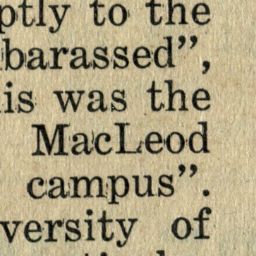 ptly to the
barassed”,
is was the
MacLeod
campus”.
versity of